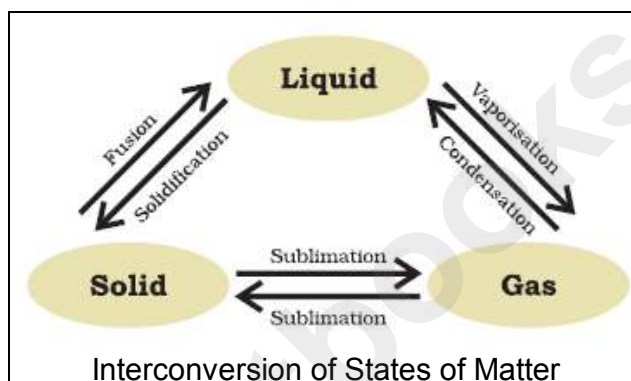 Liquid
Fusion
Solidification
Vaporisation
Condensation
Sublimation
Solid
Gas
Sublimation
Interconversion of States of Matter